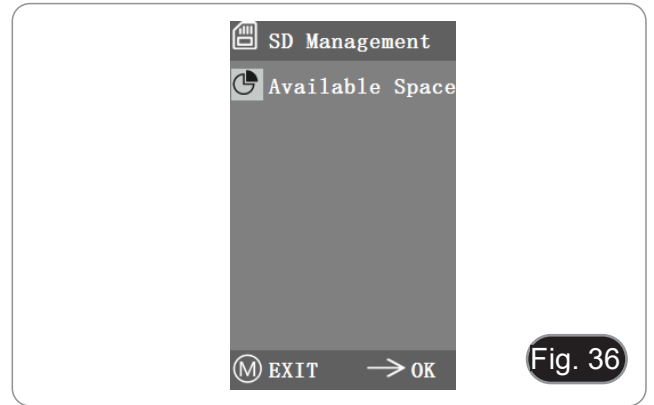 SD Management
Available Space
M EXIT → OK
Fig. 36